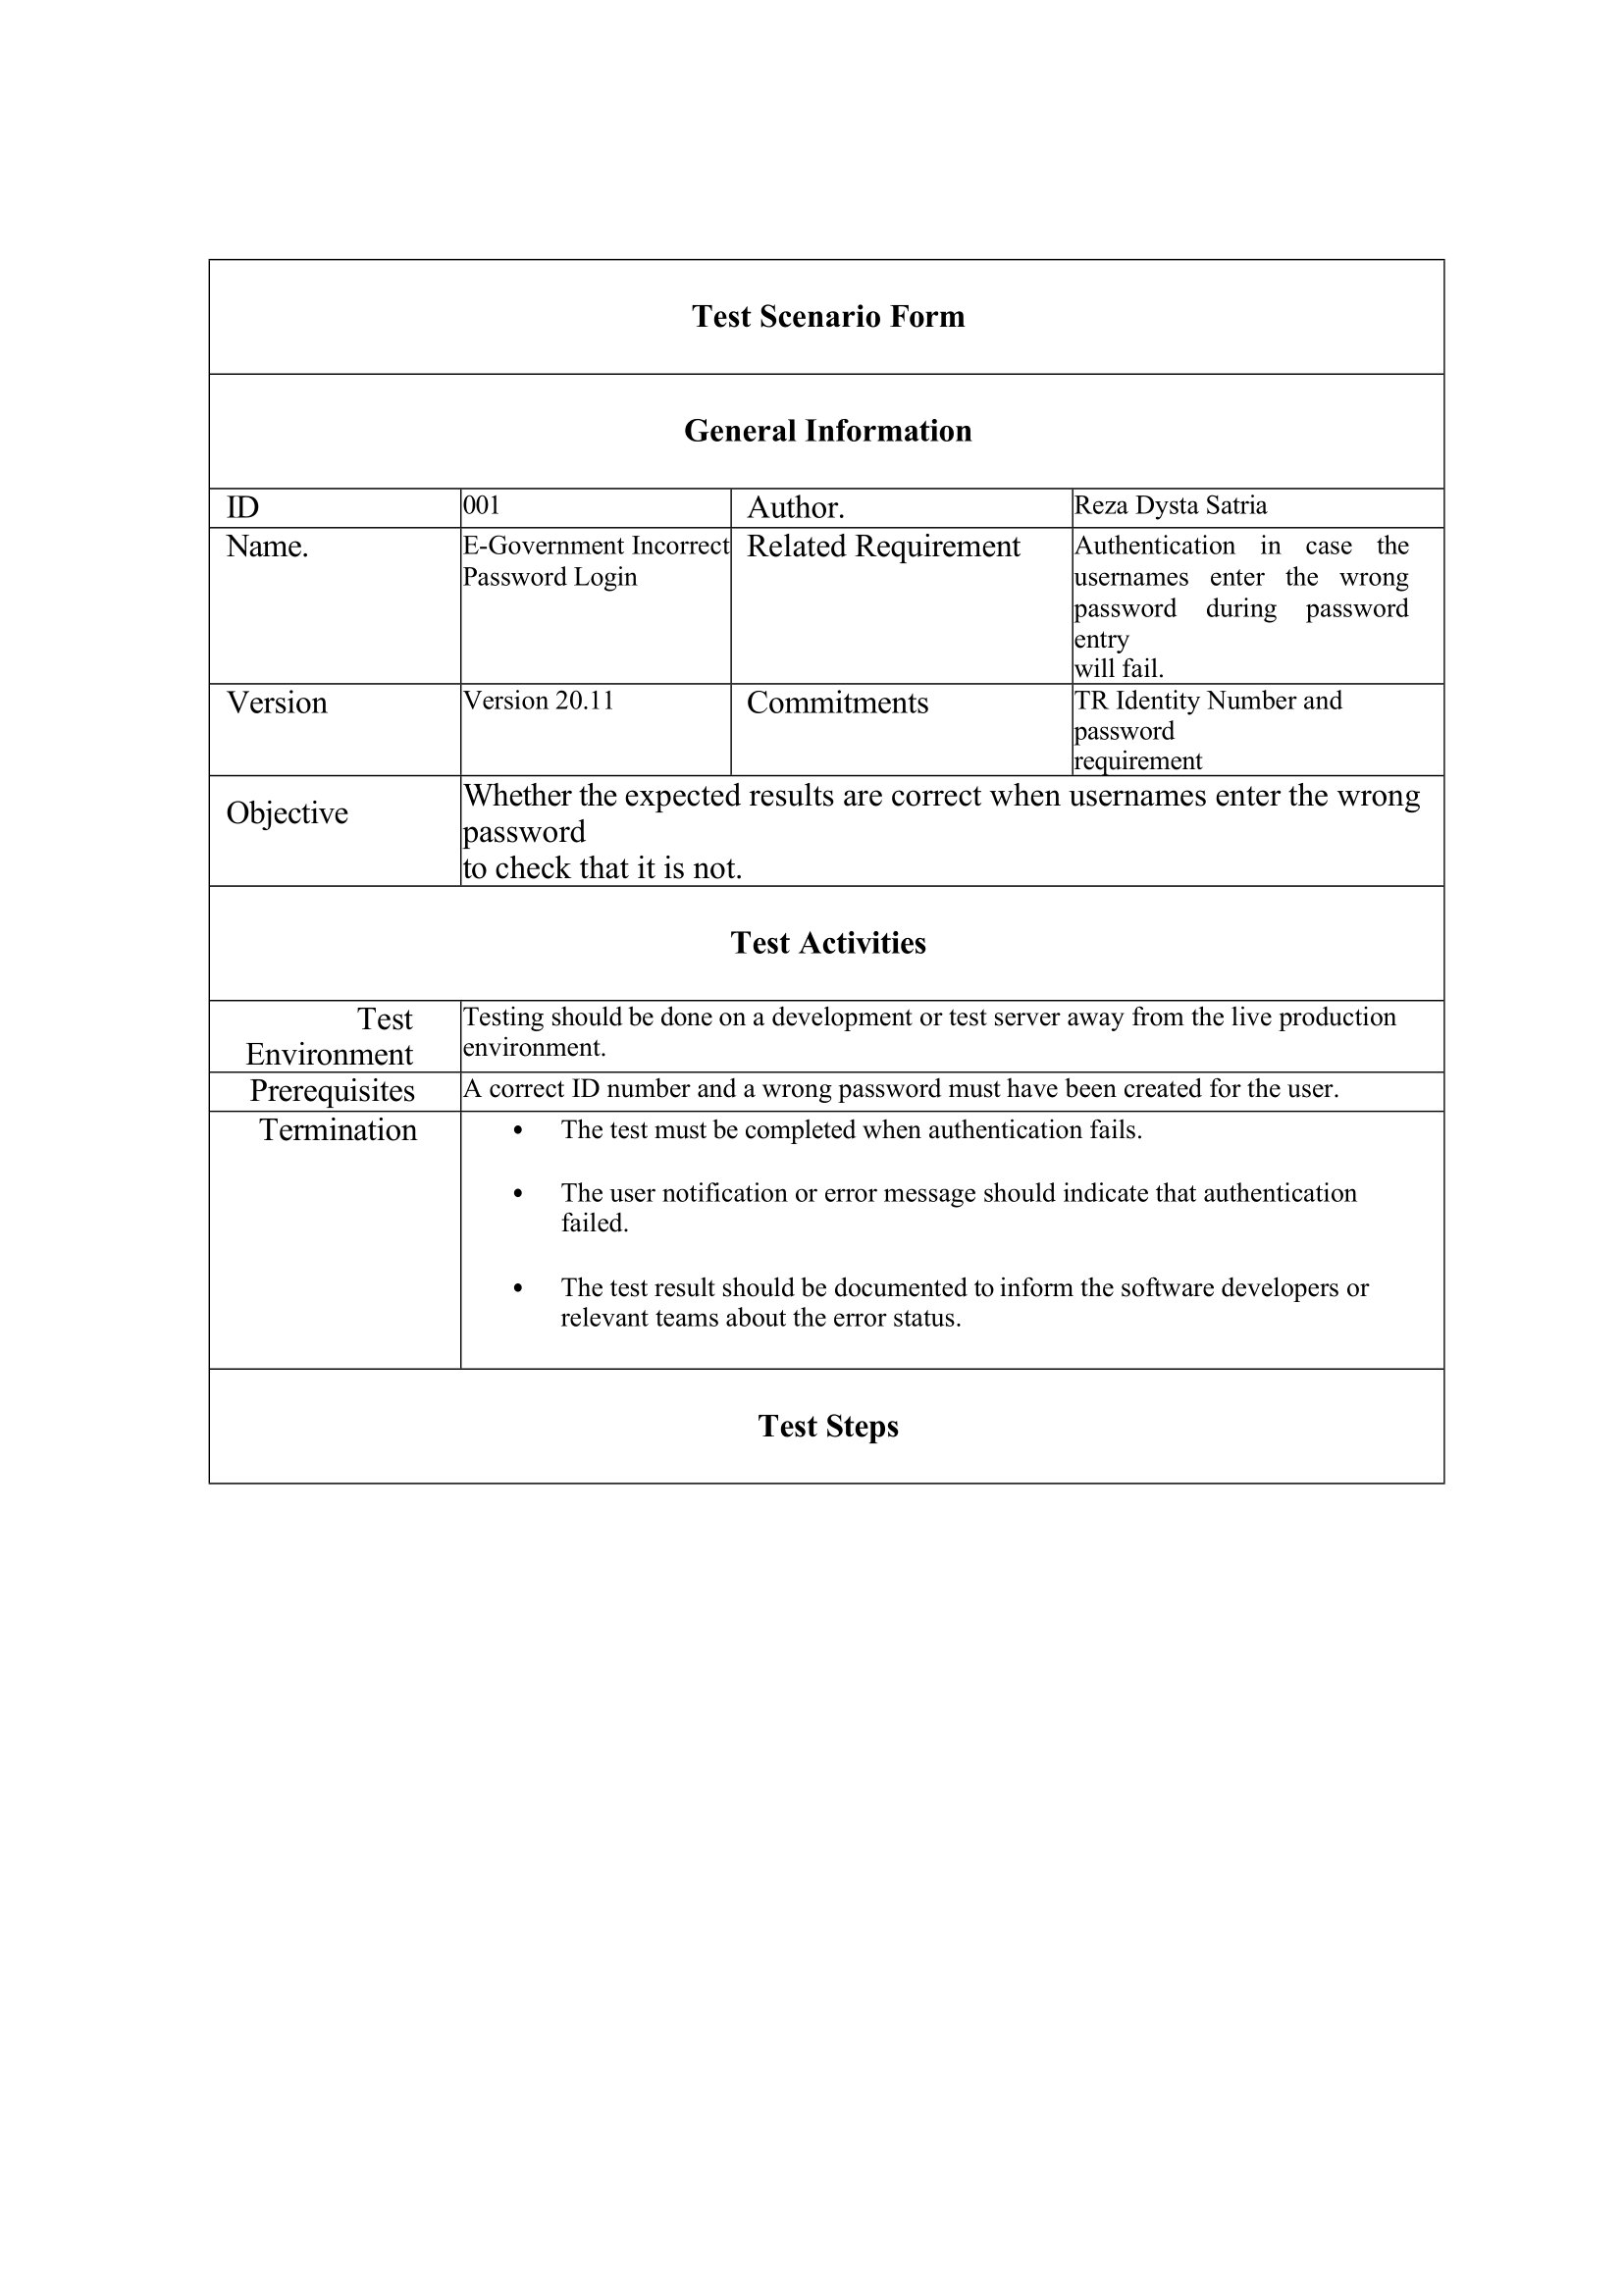 Test Scenario Form
General Information
ID
001
Author.
Reza Dysta Satria
Name.
E-Government Incorrect
Password Login
Related Requirement
Authentication in case the
usernames enter the wrong
password during password
entry
will fail.
Version
Version 20.11
Commitments
TR Identity Number and
password
requirement
Objective
Whether the expected results are correct when usernames enter the wrong
password
to check that it is not.
Test Activities
Test
Environment
Testing should be done on a development or test server away from the live production
environment.
Prerequisites
A correct ID number and a wrong password must have been created for the user.
Termination
• The test must be completed when authentication fails.
• The user notification or error message should indicate that authentication
failed.
• The test result should be documented to inform the software developers or
relevant teams about the error status.
Test Steps